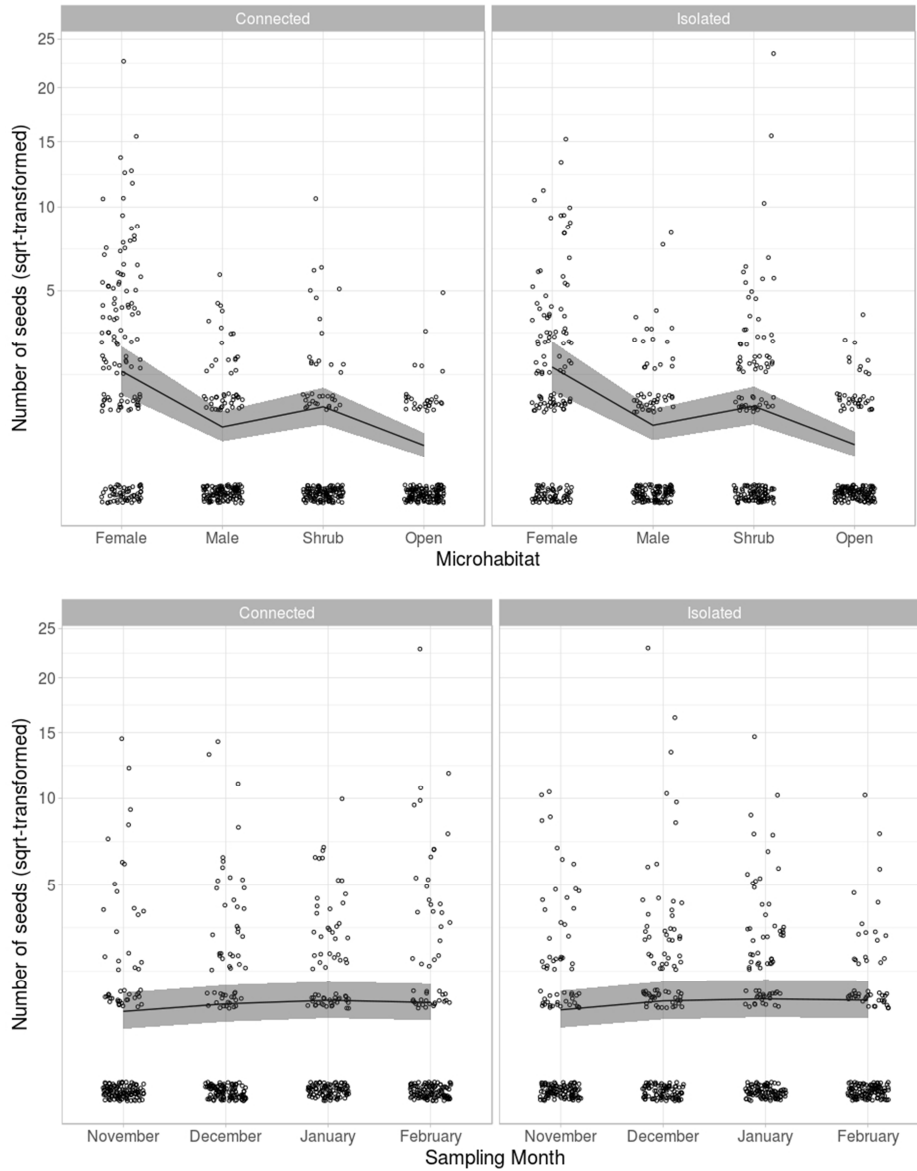 Connected Isolated
Number of seeds (sqrt-transformed)
25
20
15
10
5
Female Male Shrub Open Female Male Shrub Open
Microhabitat
Connected Isolated
Number of seeds (sqrt-transformed)
25
20
15
10
5
November December January February November December January February
Sampling Month